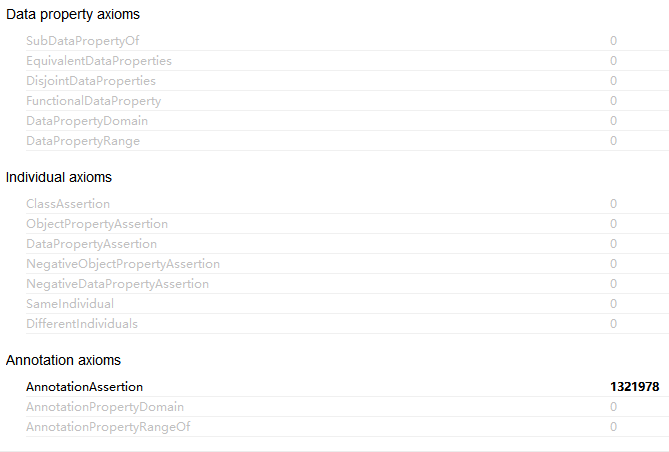 Data property axioms
SubDataPropertyOf 0
EquivalentDataProperties 0
DisjointDataProperties 0
FunctionalDataProperty 0
DataPropertyDomain 0
DataPropertyRange 0
Individual axioms
ClassAssertion 0
ObjectPropertyAssertion 0
DataPropertyAssertion 0
NegativeObjectPropertyAssertion 0
NegativeDataPropertyAssertion 0
SameIndividual 0
DifferentIndividuals 0
Annotation axioms
AnnotationAssertion 1321978
AnnotationPropertyDomain 0
AnnotationPropertyRangeOf 0